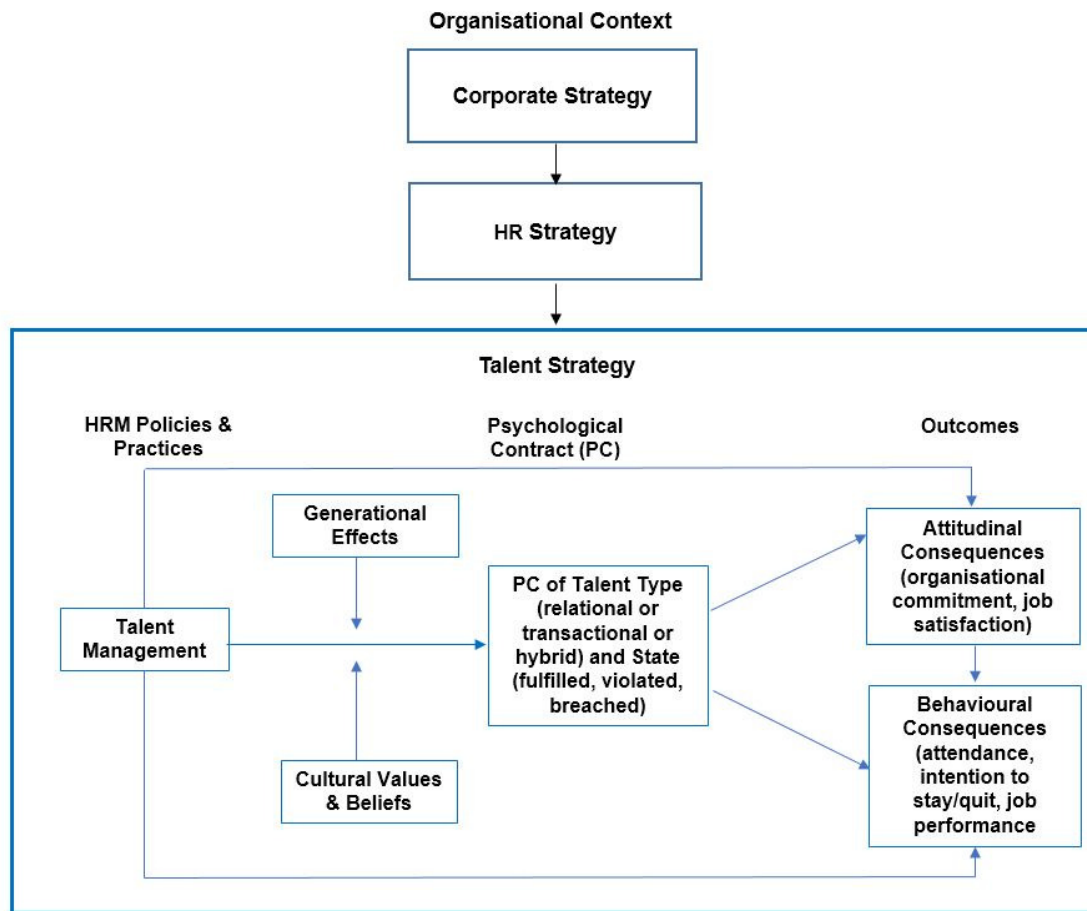 Organisational Context
Corporate Strategy
HR Strategy
Talent Strategy
HRM Policies &
Practices
Psychological
Contract (PC)
Outcomes
Generational
Effects
Talent
Management
Cultural Values
& Beliefs
PC of Talent Type
(relational or
transactional or
hybrid) and State
(fulfilled, violated,
breached)
Attitudinal
Consequences
(organisational
commitment, job
satisfaction)
Behavioural
Consequences
(attendance,
intention to
stay/quit, job
performance